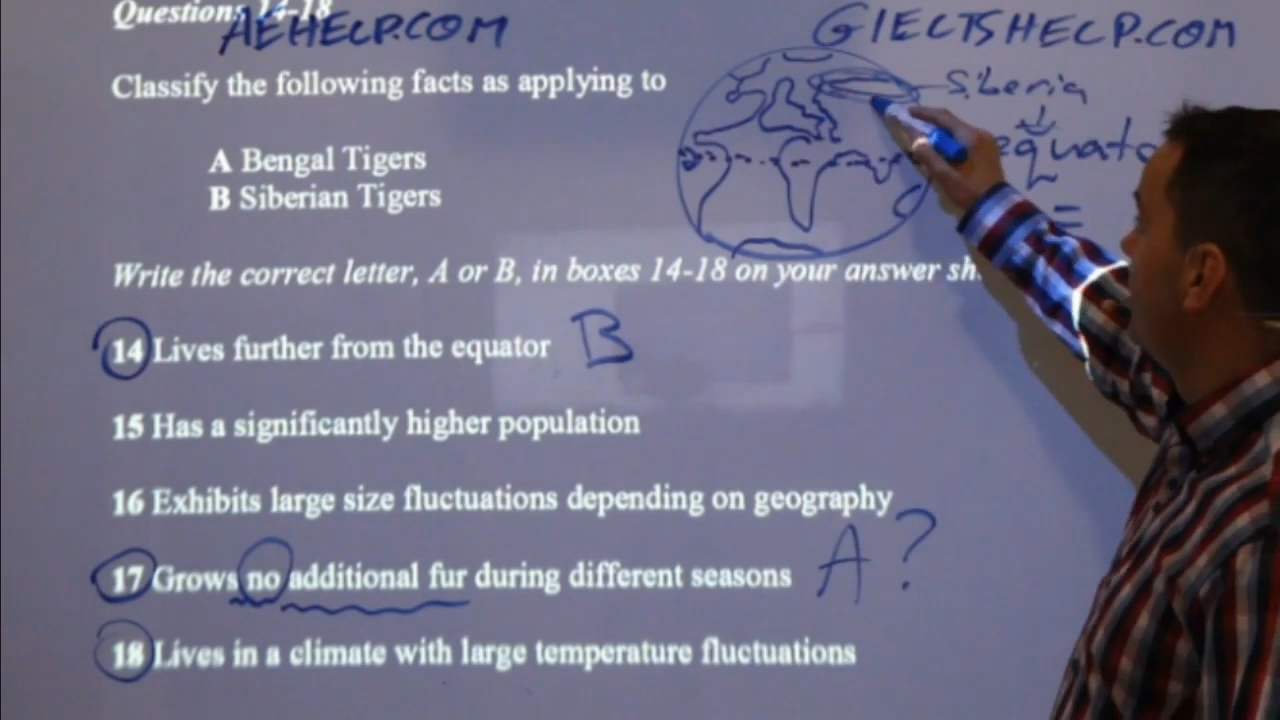 Questions 14-18
AEHELP.COM
GIELTSHELP.COM
Classify the following facts as applying to
Siberia
A Bengal Tigers
B Siberian Tigers
equato
=
Write the correct letter, A or B, in boxes 14-18 on your answer sh
14 Lives further from the equator B
15 Has a significantly higher population
16 Exhibits large size fluctuations depending on geography
17 Grows no additional fur during different seasons A?
18 Lives in a climate with large temperature fluctuations